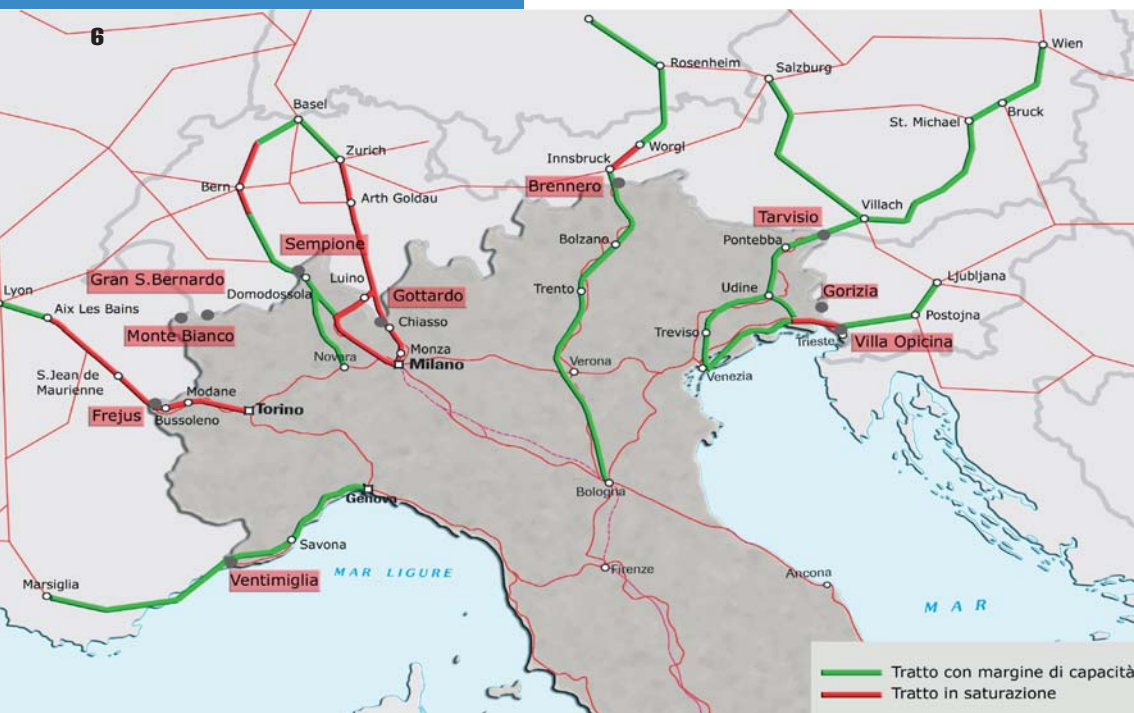 6
Wien
Rosenheim
Salzburg
Basel
Bruck
St. Michael
Zurich
Worgl
Innsbruck
Bern
Brennero
Arth Goldau
Villach
Tarvisio
Bolzano
Pontebba
Sempione
Luino
Gran S.Bernardo
Ljubljana
Lyon
Domodossola
Trento
Udine
Gorizia
Gottardo
Aix Les Bains
Chiasso
Postojna
Monte Bianco
Treviso
Trieste
Villa Opicina
Monza
Novara
Milano
Verona
Venezia
S.Jean de
Maurienne
Modane
Torino
Frejus
Bussoleno
Bologna
Genova
Savona
Firenze
Ancona
Marsiglia
Ventimiglia
MAR LIGURE
MAR
Tratto con margine di capacità
Tratto in saturazione